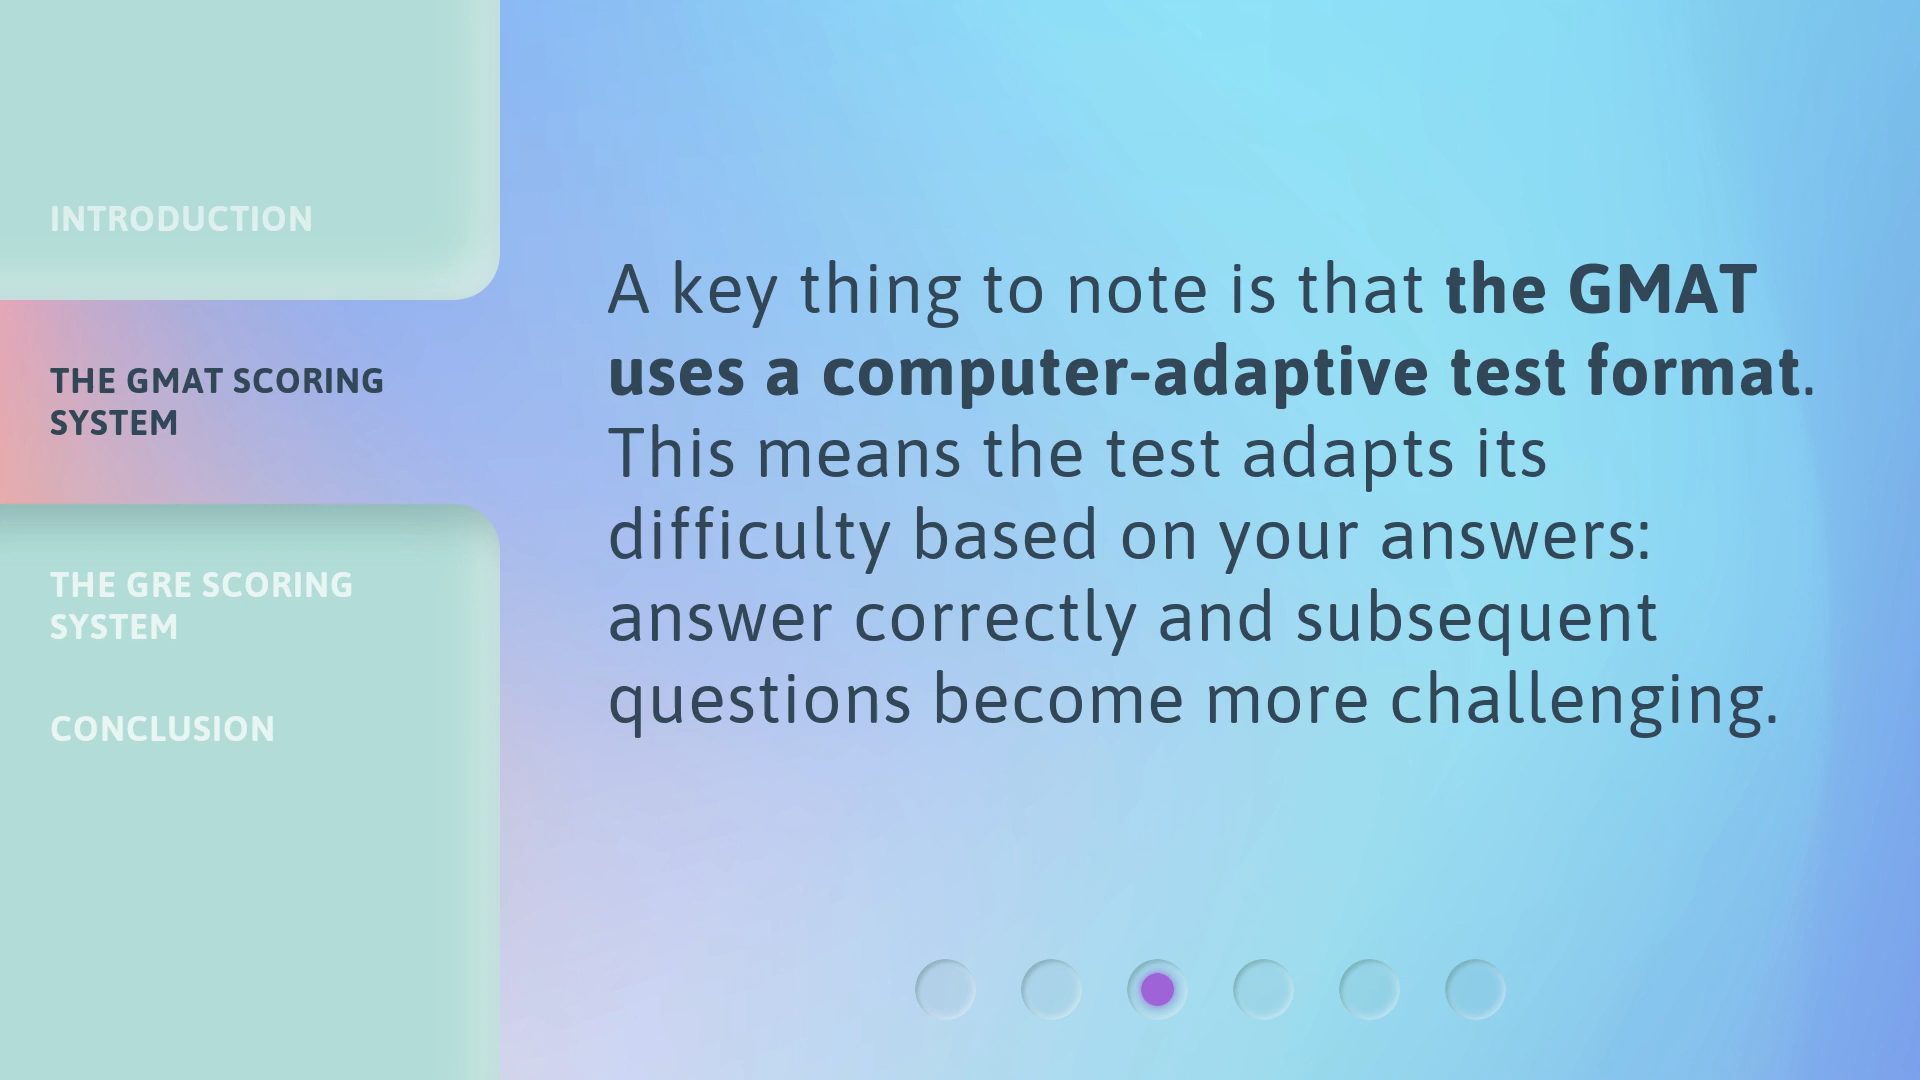 INTRODUCTION
THE GMAT SCORING
SYSTEM
THE GRE SCORING
SYSTEM
CONCLUSION
A key thing to note is that the GMAT
uses a computer-adaptive test format.
This means the test adapts its
difficulty based on your answers:
answer correctly and subsequent
questions become more challenging.